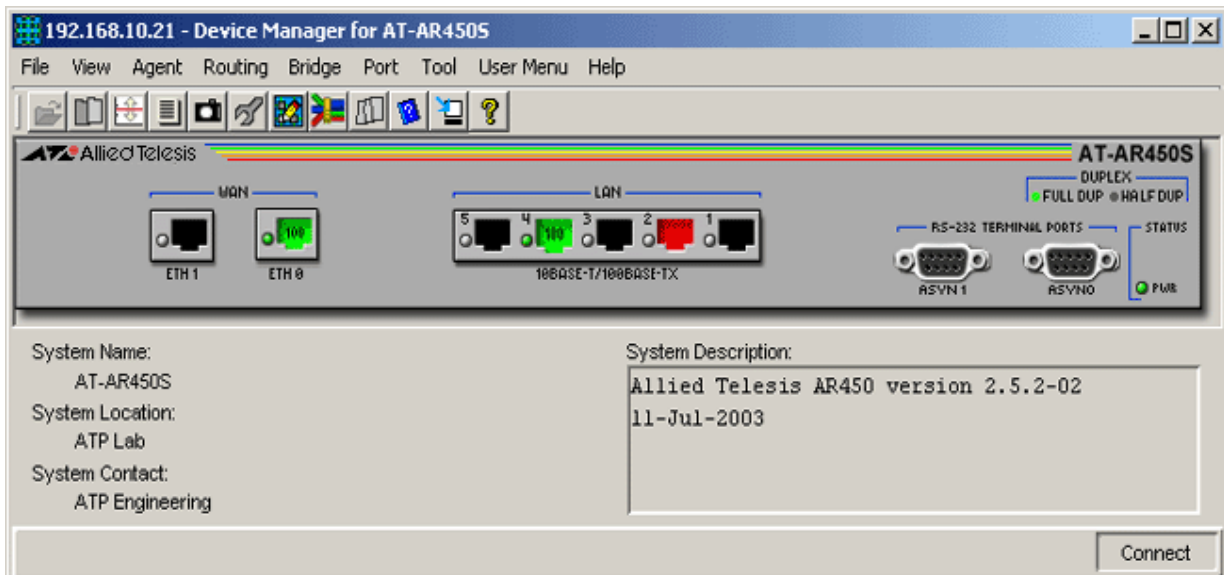 192.168.10.21 - Device Manager for AT-AR450S
File View Agent Routing Bridge Port Tool User Menu Help
Allied Telesis
AT-AR450S
DUPLEX
FULL DUP HALF DUP
WAN
LAN
RS-232 TERMINAL PORTS
STATUS
100
5 4 3 2 1
100
ETH 1
ETH 0
10BASE-T/100BASE-TX
ASYN 1
ASYN0
PWR
System Name:
AT-AR450S
System Location:
ATP Lab
System Contact:
ATP Engineering
System Description:
Allied Telesis AR450 version 2.5.2-02
11-Jul-2003
Connect